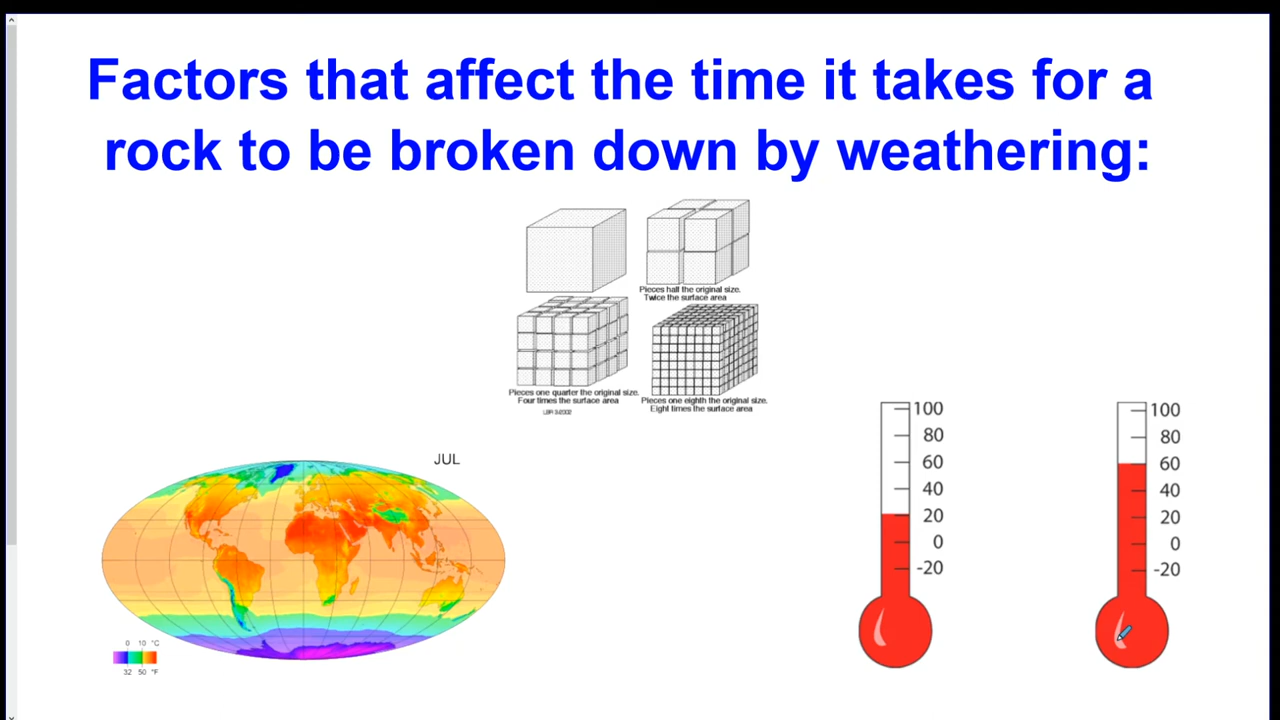 Factors that affect the time it takes for a
rock to be broken down by weathering:
Pieces half the original size.
Twice the surface area
Pieces one quarter the original size.
Four times the surface area
Pieces one eighth the original size.
Eight times the surface area
JUL
0 10 °C
32 50 °F
100
80
60
40
20
0
-20
100
80
60
40
20
0
-20